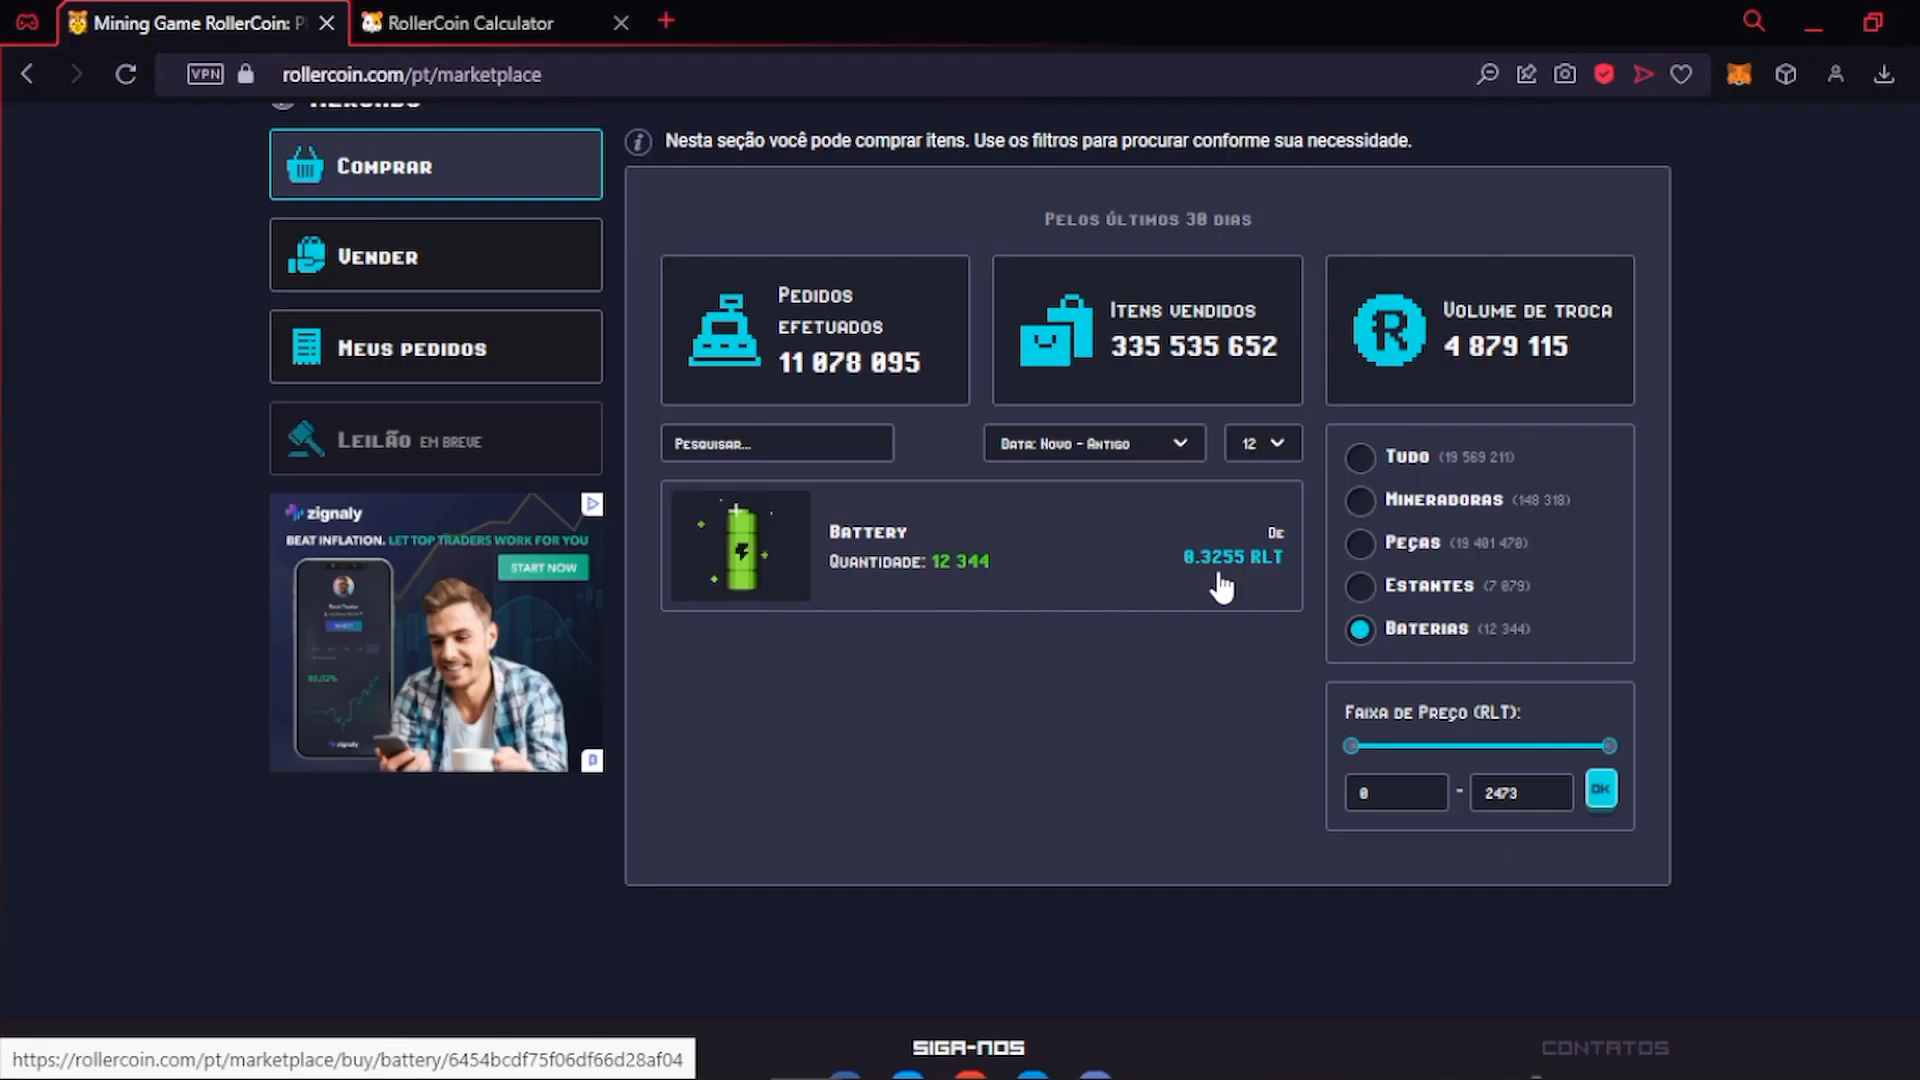 Mining Game RollerCoin: P
RollerCoin Calculator
VPN
rollercoin.com/pt/marketplace
MERCADO
COMPRAR
VENDER
MEUS PEDIDOS
LEILÃO EM BREVE
zignaly
BEAT INFLATION. LET TOP TRADERS WORK FOR YOU
START NOW
Nesta seção você pode comprar itens. Use os filtros para procurar conforme sua necessidade.
PELOS ÚLTIMOS 30 DIAS
PEDIDOS
EFETUADOS
11 078 095
ITENS VENDIDOS
335 535 652
VOLUME DE TROCA
4 879 115
PESQUISAR...
DATA: NOVO - ANTIGO
12
BATTERY
QUANTIDADE: 12 344
DE
0.3255 RLT
TUDO (19 569 211)
MINERADORAS (148 318)
PEÇAS (19 401 470)
ESTANTES (7 079)
BATERIAS (12 344)
FAIXA DE PREÇO (RLT):
0 - 2473 OK
SIGA-NOS
CONTATOS
https://rollercoin.com/pt/marketplace/buy/battery/6454bcdf75f06df66d28af04